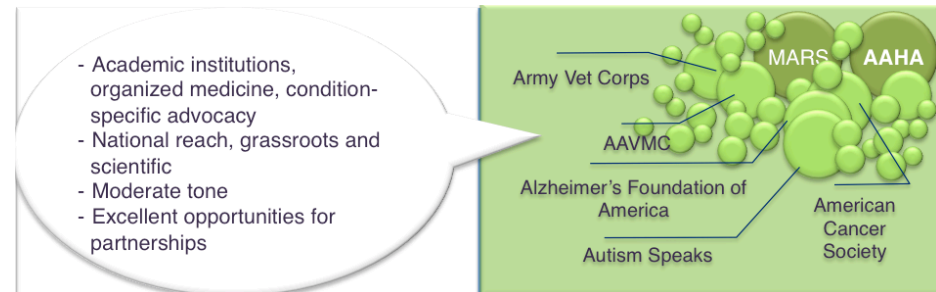 - Academic institutions,
organized medicine, condition-
specific advocacy
- National reach, grassroots and
scientific
- Moderate tone
- Excellent opportunities for
partnerships
MARS
AAHA
Army Vet Corps
AAVMC
Alzheimer’s Foundation of
America
Autism Speaks
American
Cancer
Society